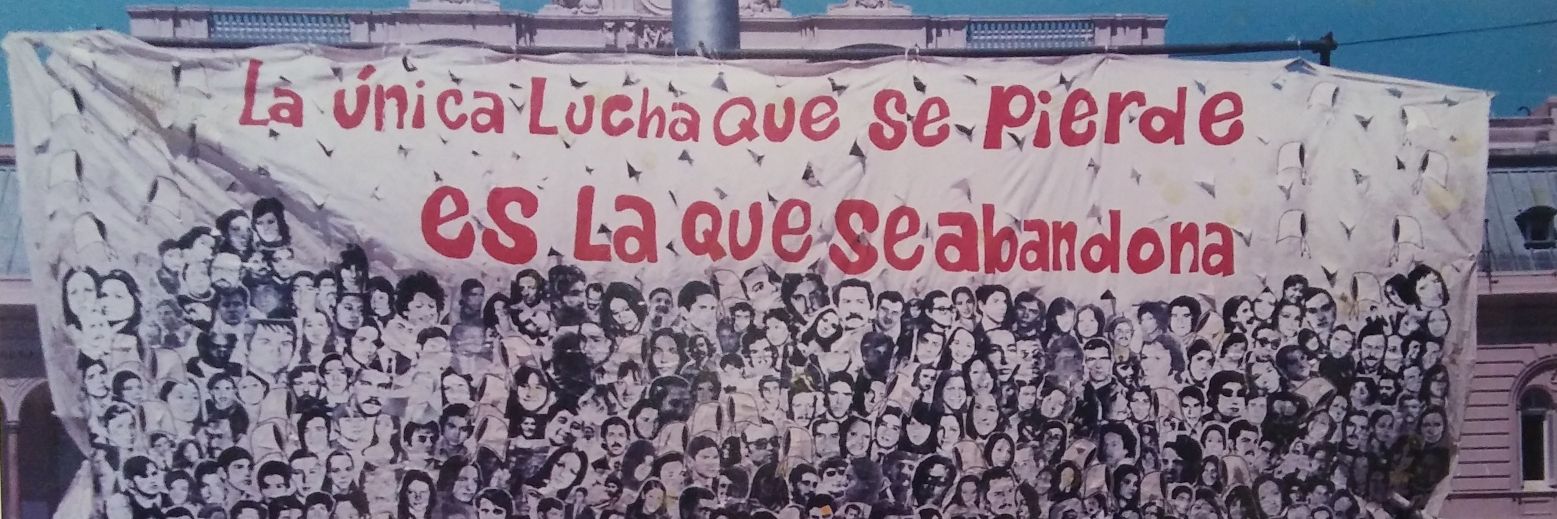 La única Lucha que se pierde
es La que se abandona